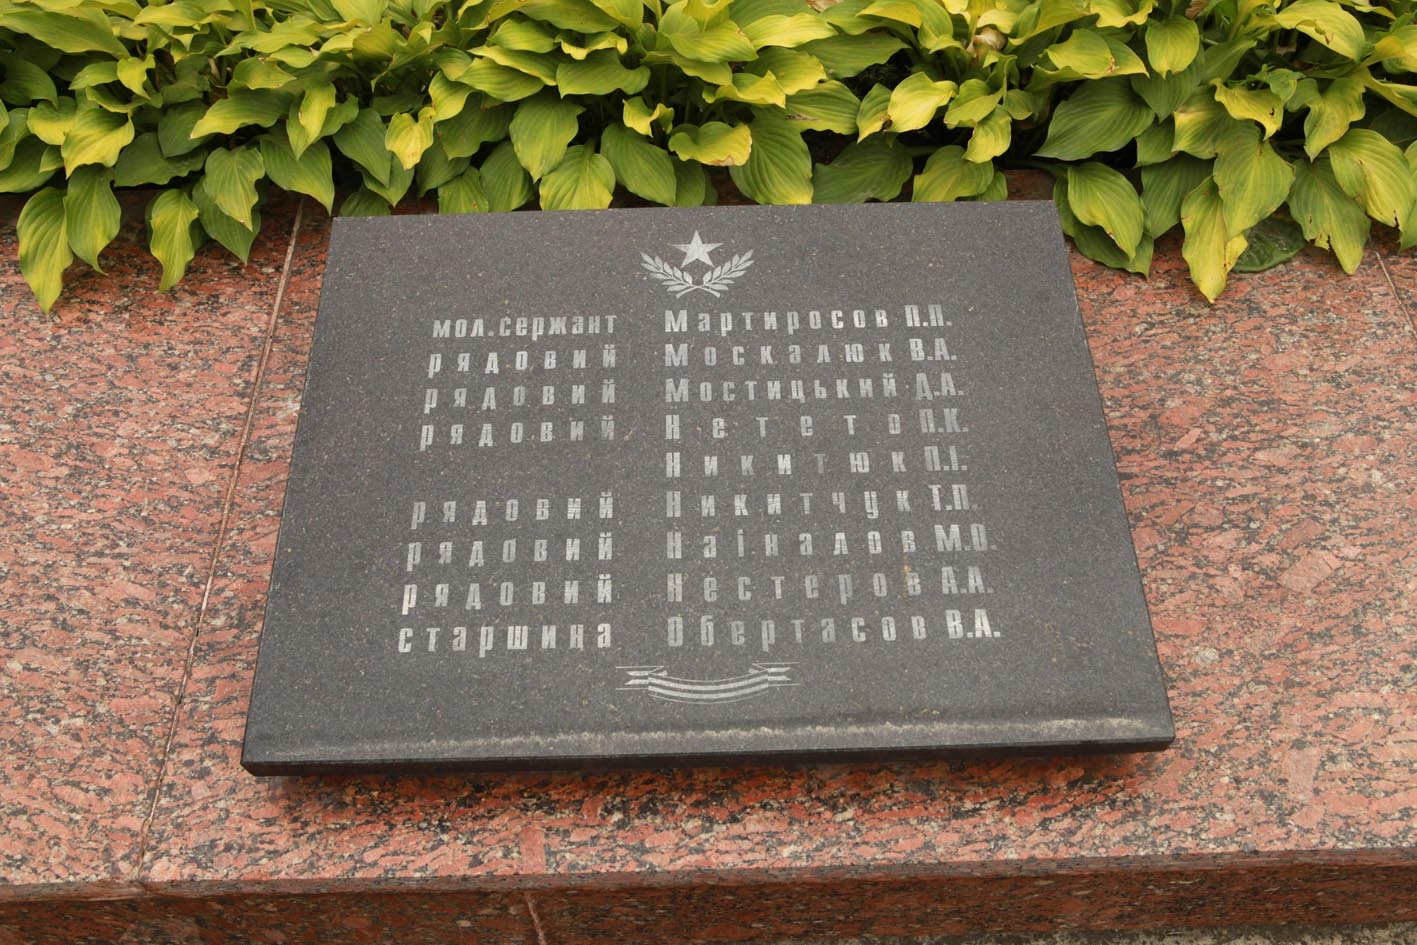 мол.сержант Мартиросов П.П.
рядовий Москалюк В.А.
рядовий Мостицький Д.А.
рядовий Нетето П.К.
Никитюк П.І.
рядовий Никитчук Т.П.
рядовий Наіналов М.О.
рядовий Нестеров А.А.
старшина Обертасов В.А.